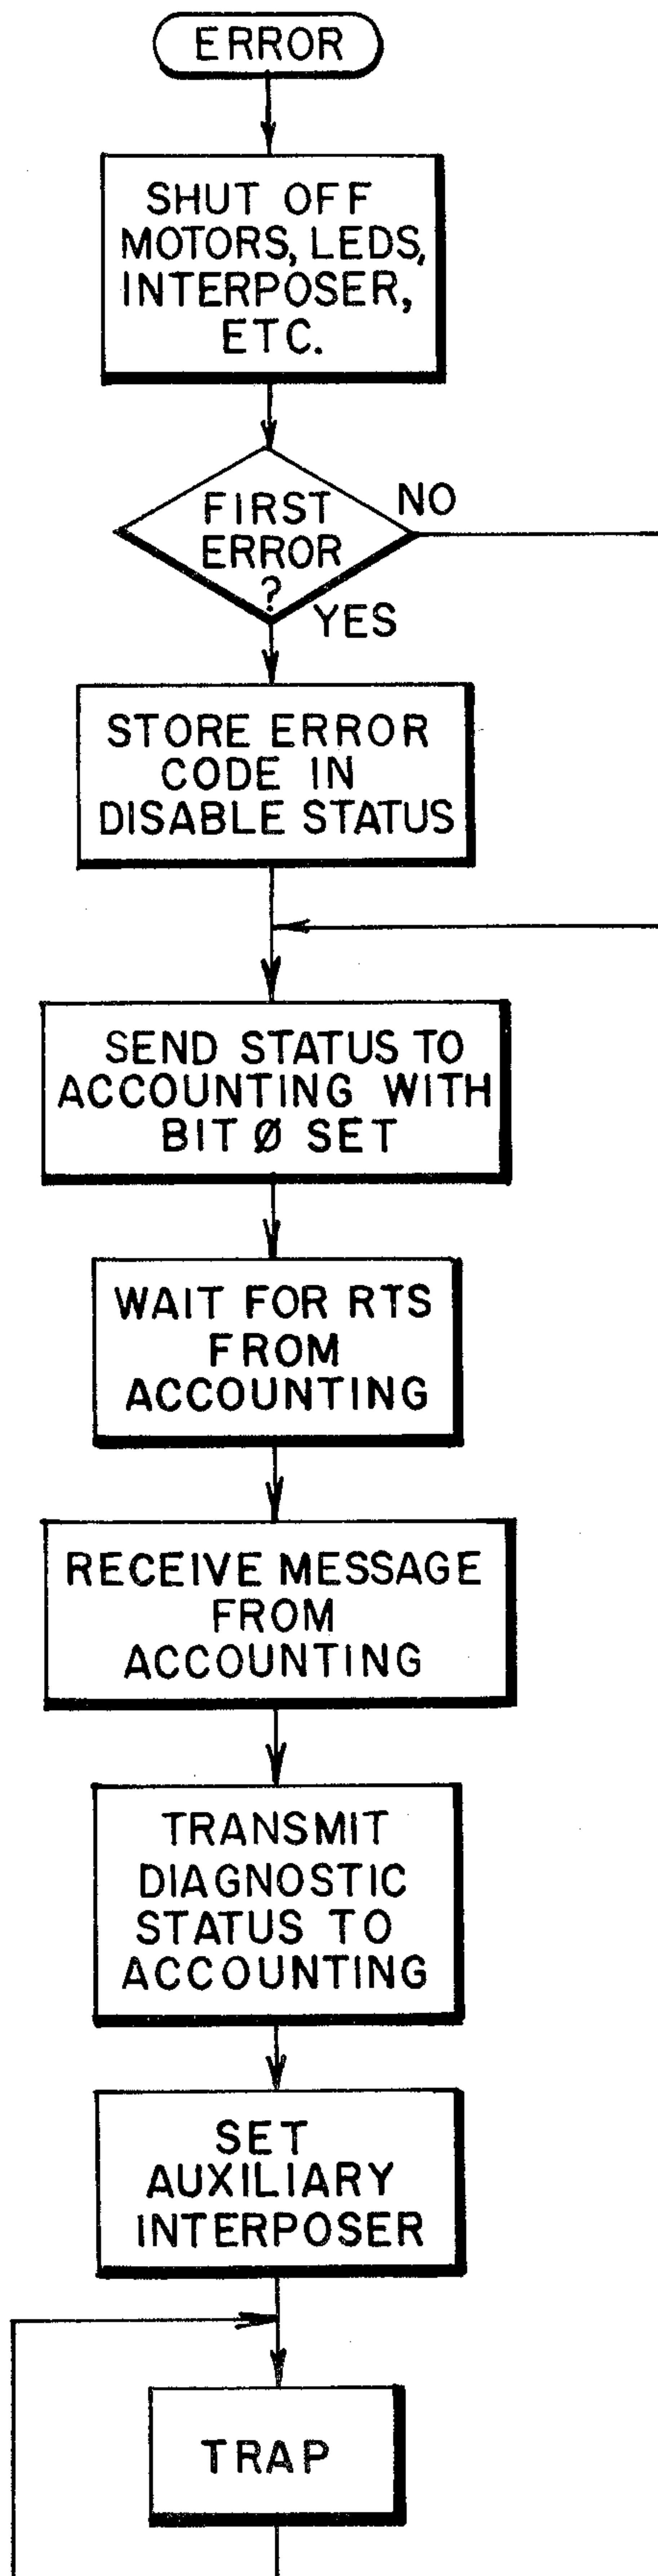 ERROR
SHUT OFF
MOTORS, LEDS,
INTERPOSER,
ETC.
NO
FIRST
ERROR
?
YES
STORE ERROR
CODE IN
DISABLE STATUS
SEND STATUS TO
ACCOUNTING WITH
BIT Ø SET
WAIT FOR RTS
FROM
ACCOUNTING
RECEIVE MESSAGE
FROM
ACCOUNTING
TRANSMIT
DIAGNOSTIC
STATUS TO
ACCOUNTING
SET
AUXILIARY
INTERPOSER
TRAP